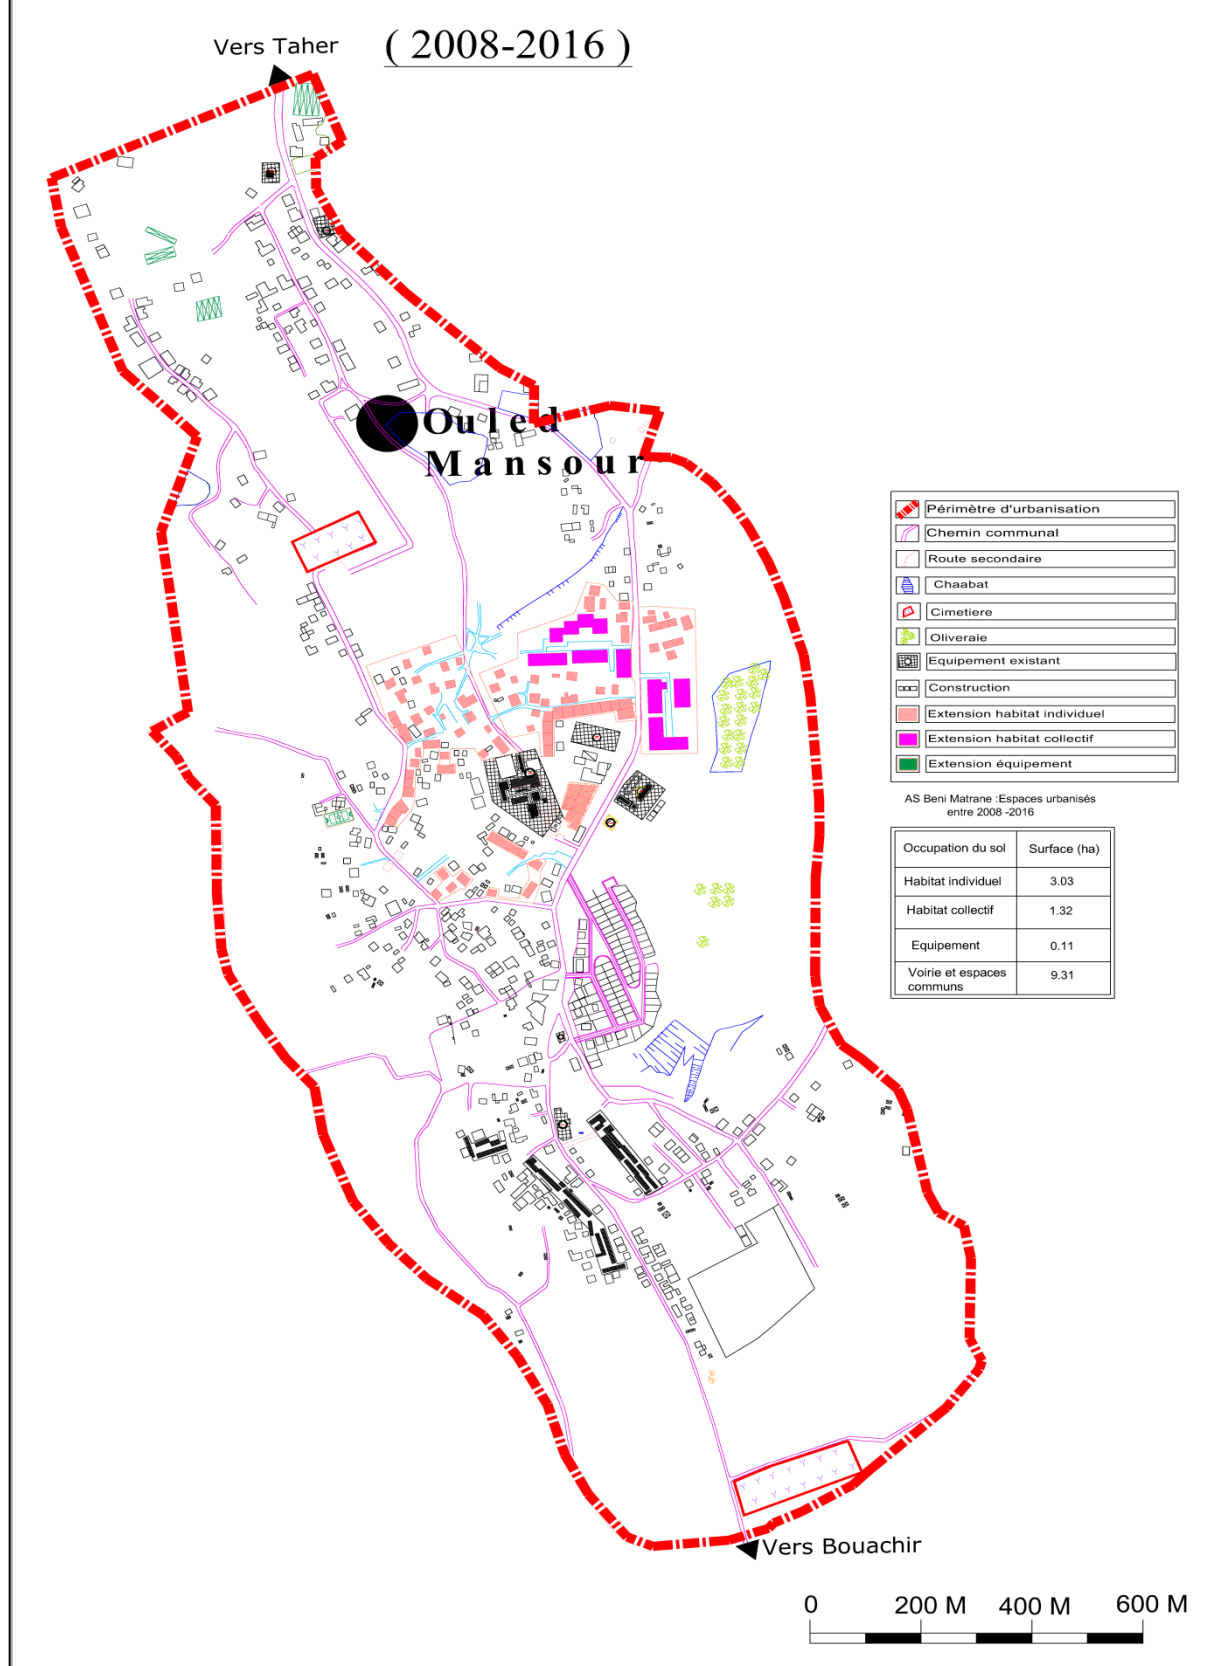 Vers Taher
( 2008-2016 )
Ouled
Mansour
Périmètre d'urbanisation
Chemin communal
Route secondaire
Chaabat
Cimetiere
Oliveraie
Equipement existant
Construction
Extension habitat individuel
Extension habitat collectif
Extension équipement
AS Beni Matrane :Espaces urbanisés
entre 2008 -2016
Occupation du sol Surface (ha)
Habitat individuel 3.03
Habitat collectif 1.32
Equipement 0.11
Voirie et espaces 9.31
communs
Vers Bouachir
0 200 M 400 M 600 M